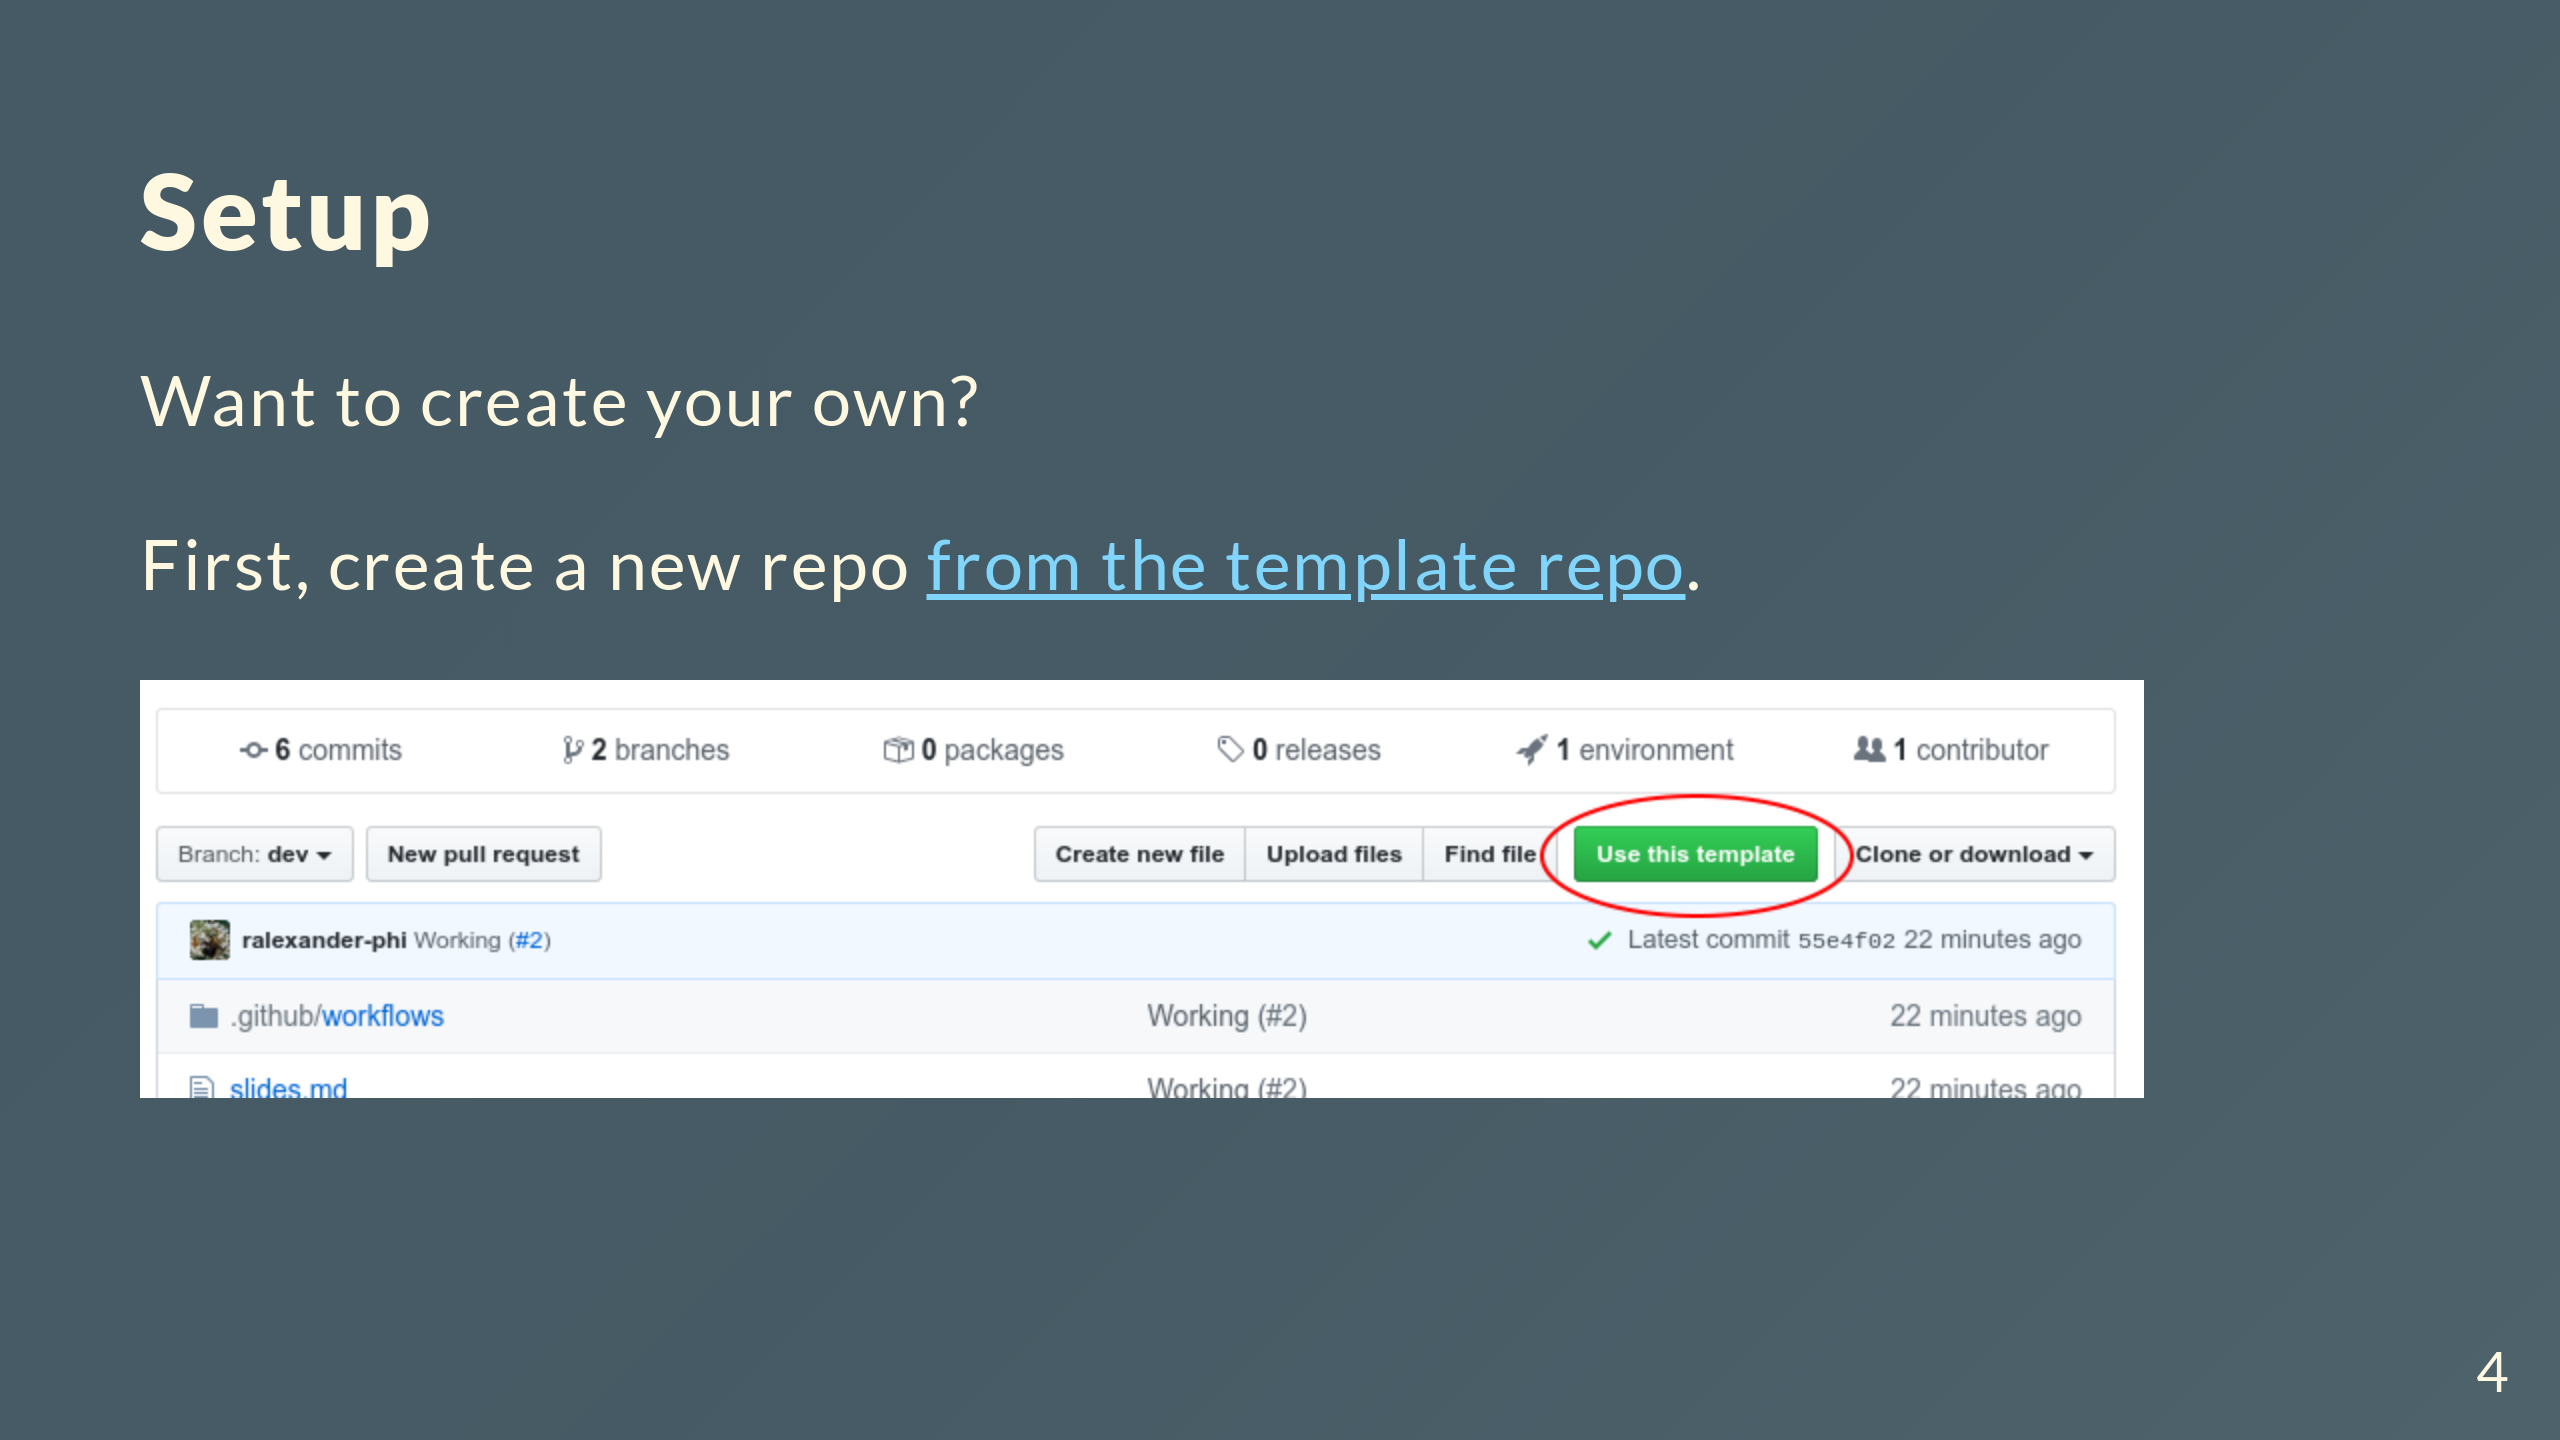 Setup
Want to create your own?
First, create a new repo from the template repo.
6 commits 2 branches 0 packages 0 releases 1 environment 1 contributor
Branch: dev New pull request Create new file Upload files Find file Use this template Clone or download
ralexander-phi Working (#2) Latest commit 55e4f02 22 minutes ago
.github/workflows Working (#2) 22 minutes ago
slides.md Working (#2) 22 minutes ago
4